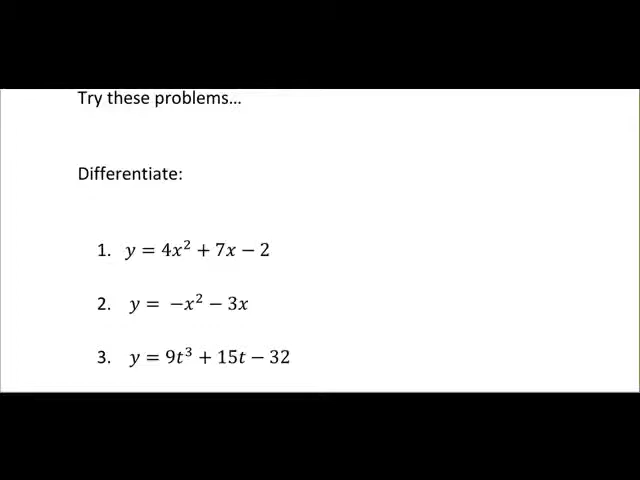 Try these problems...
Differentiate:
1. y = 4x² + 7x − 2
2. y = −x² − 3x
3. y = 9t³ + 15t − 32